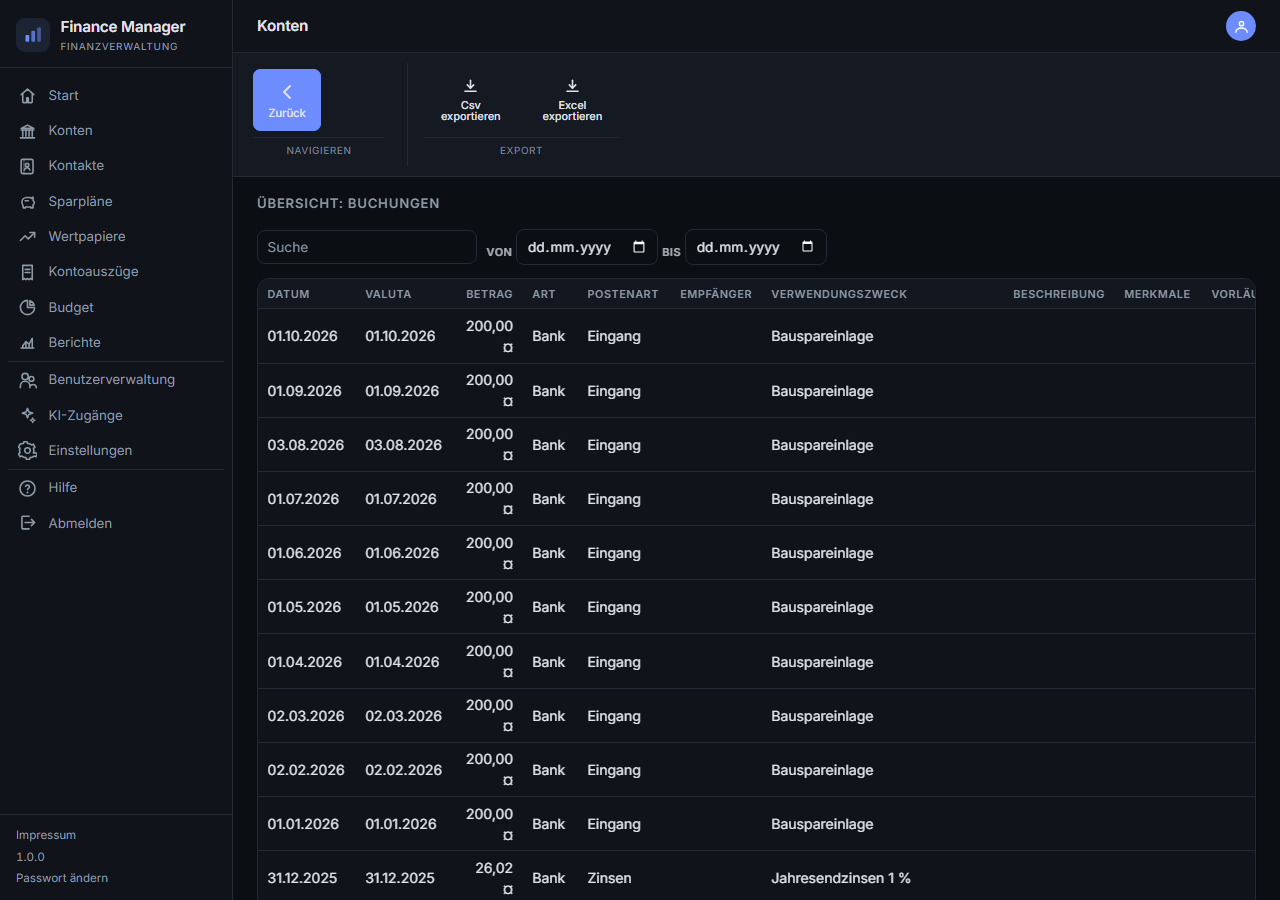 Finance Manager
FINANZVERWALTUNG
Start
Konten
Kontakte
Sparpläne
Wertpapiere
Kontoauszüge
Budget
Berichte
Benutzerverwaltung
KI-Zugänge
Einstellungen
Hilfe
Abmelden
Impressum
1.0.0
Passwort ändern
Konten
Zurück
NAVIGIEREN
Csv
exportieren
Excel
exportieren
EXPORT
ÜBERSICHT: BUCHUNGEN
Suche VON dd.mm.yyyy BIS dd.mm.yyyy
DATUM VALUTA BETRAG ART POSTENART EMPFÄNGER VERWENDUNGSZWECK BESCHREIBUNG MERKMALE
01.10.2026 01.10.2026 200,00 ¤ Bank Eingang Bauspareinlage
01.09.2026 01.09.2026 200,00 ¤ Bank Eingang Bauspareinlage
03.08.2026 03.08.2026 200,00 ¤ Bank Eingang Bauspareinlage
01.07.2026 01.07.2026 200,00 ¤ Bank Eingang Bauspareinlage
01.06.2026 01.06.2026 200,00 ¤ Bank Eingang Bauspareinlage
01.05.2026 01.05.2026 200,00 ¤ Bank Eingang Bauspareinlage
01.04.2026 01.04.2026 200,00 ¤ Bank Eingang Bauspareinlage
02.03.2026 02.03.2026 200,00 ¤ Bank Eingang Bauspareinlage
02.02.2026 02.02.2026 200,00 ¤ Bank Eingang Bauspareinlage
01.01.2026 01.01.2026 200,00 ¤ Bank Eingang Bauspareinlage
31.12.2025 31.12.2025 26,02 ¤ Bank Zinsen Jahresendzinsen 1 %